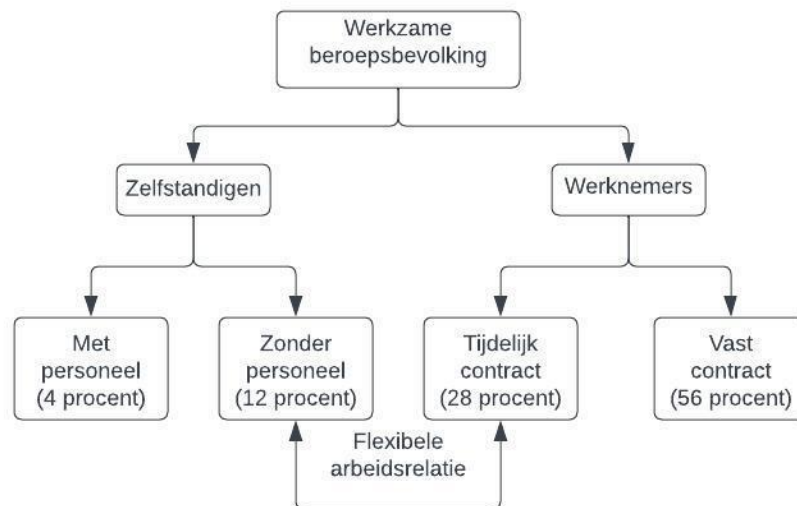 Werkzame
beroepsbevolking
Zelfstandigen
Werknemers
Met
personeel
(4 procent)
Zonder
personeel
(12 procent)
Tijdelijk
contract
(28 procent)
Vast
contract
(56 procent)
Flexibele
arbeidsrelatie